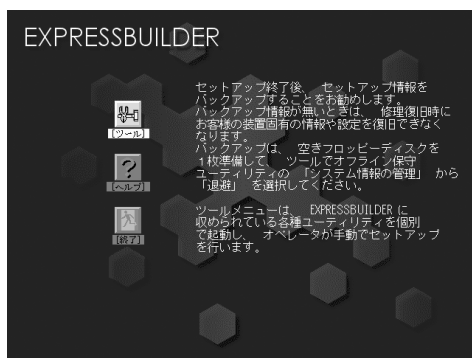 EXPRESSBUILDER
セットアップ終了後、 セットアップ情報を
バックアップすることをお勧めします。
バックアップ情報が無いときは、 修理復旧時に
お客様の装置固有の情報や設定を復旧できなく
なります。
バックアップは、 空きフロッピーディスクを
1枚準備して ツールでオフライン保守
ユーティリティの 「システム情報の管理」 から
「退避」 を選択してください。
[ツール]
[ヘルプ]
[終了]
ツールメニューは、 EXPRESSBUILDER に
収められている各種ユーティリティを個別
で起動し、 オペレータが手動でセットアップ
を行います。